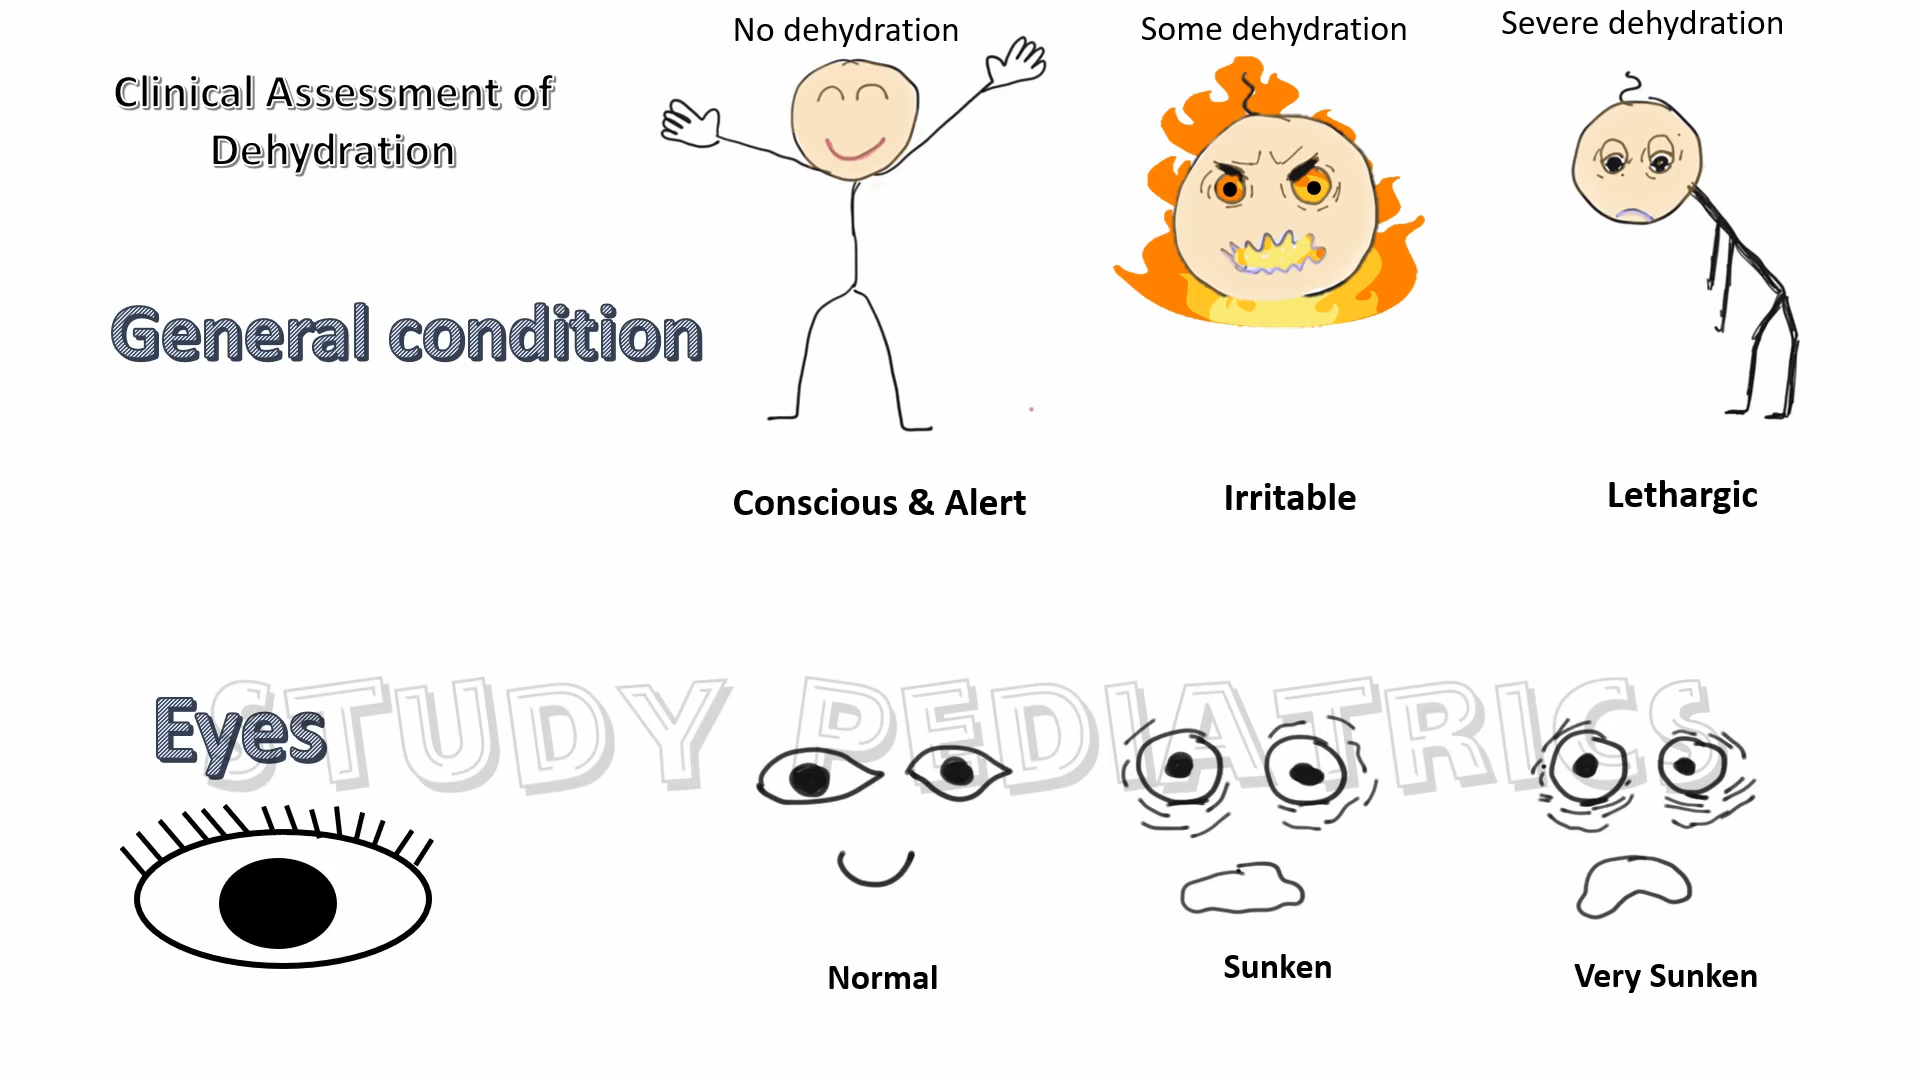 No dehydration
Some dehydration
Severe dehydration
Clinical Assessment of
Dehydration
General condition
Conscious & Alert
Irritable
Lethargic
STUDY PEDIATRICS
Eyes
Normal
Sunken
Very Sunken